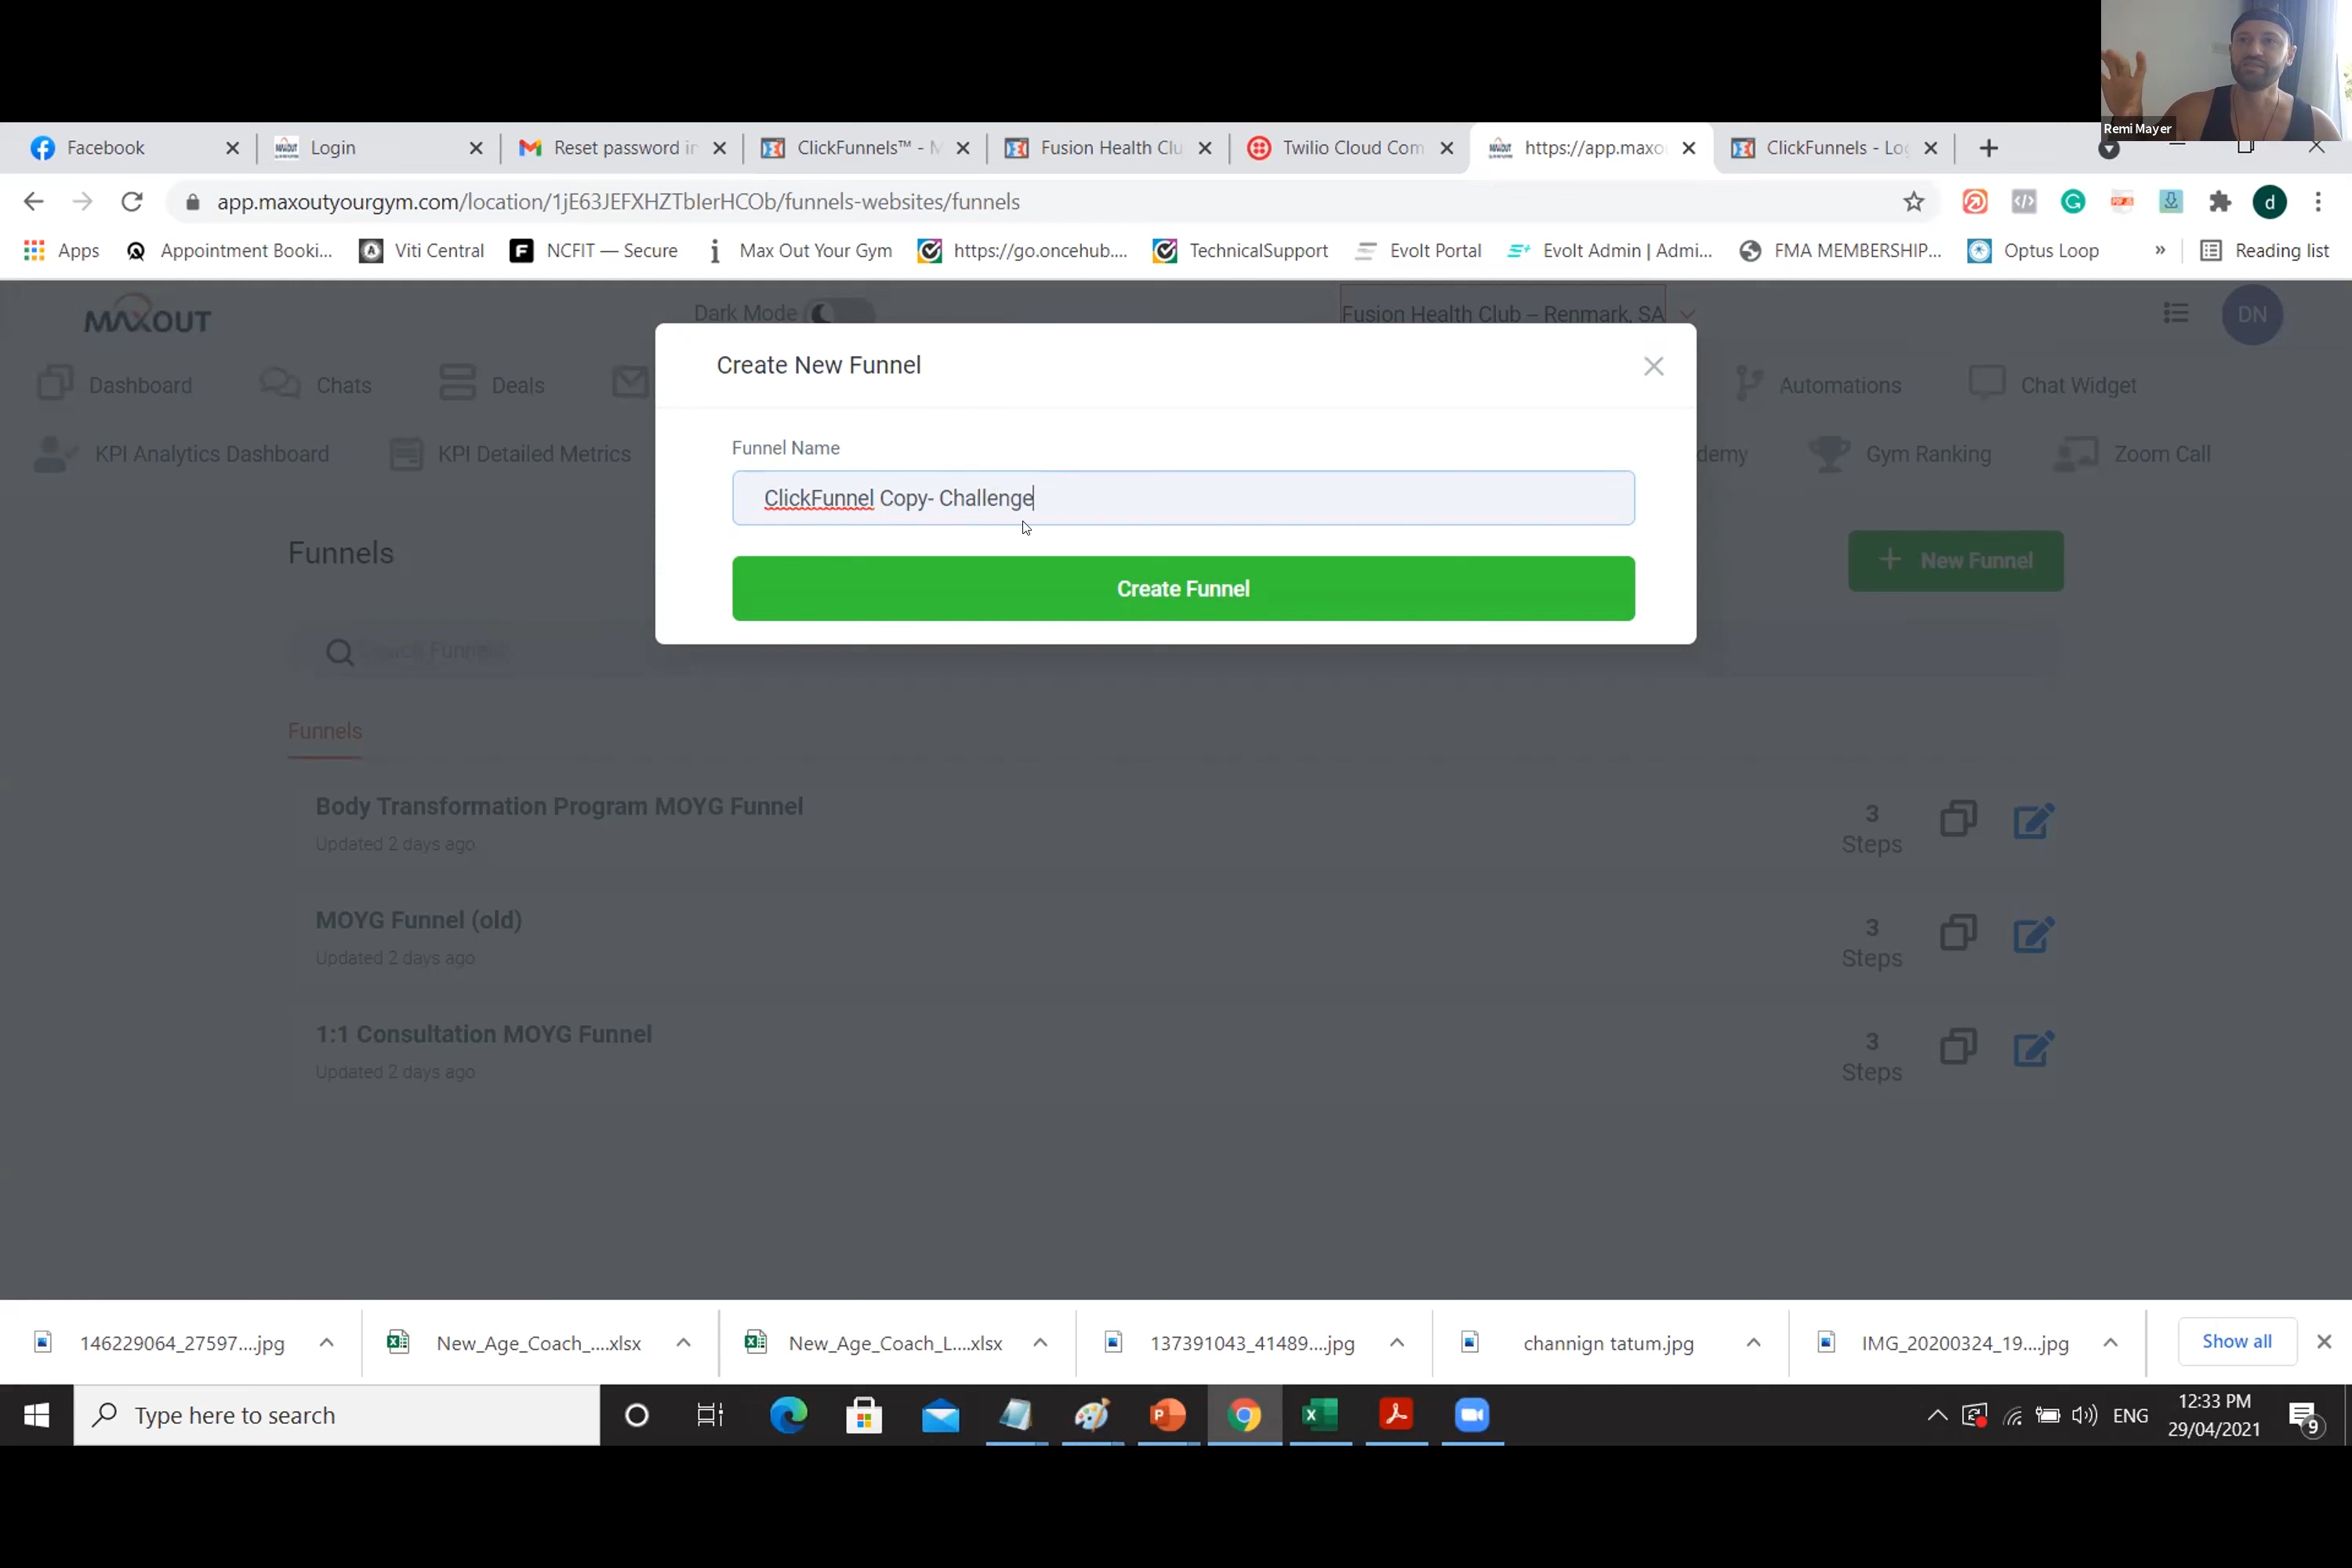 Remi Mayer
Facebook
Login
Reset password in
ClickFunnels™ - M
Fusion Health Clu
Twilio Cloud Com
https://app.maxo
ClickFunnels - Log
app.maxoutyourgym.com/location/1jE63JEFXHZTbIerHCOb/funnels-websites/funnels
d
Apps
Appointment Booki...
Viti Central
NCFIT — Secure
Max Out Your Gym
https://go.oncehub....
TechnicalSupport
Evolt Portal
Evolt Admin | Admi...
FMA MEMBERSHIP...
Optus Loop
»
Reading list
MAXOUT
Dark Mode
Fusion Health Club – Renmark, SA
DN
Dashboard
Chats
Deals
Automations
Chat Widget
KPI Analytics Dashboard
KPI Detailed Metrics
demy
Gym Ranking
Zoom Call
Create New Funnel
Funnel Name
ClickFunnel Copy- Challenge
Create Funnel
Funnels
+ New Funnel
Search Funnels
Funnels
Body Transformation Program MOYG Funnel
Updated 2 days ago
3
Steps
MOYG Funnel (old)
Updated 2 days ago
3
Steps
1:1 Consultation MOYG Funnel
Updated 2 days ago
3
Steps
146229064_27597....jpg
New_Age_Coach_....xlsx
New_Age_Coach_L....xlsx
137391043_41489....jpg
channign tatum.jpg
IMG_20200324_19....jpg
Show all
Type here to search
ENG
12:33 PM
29/04/2021
9